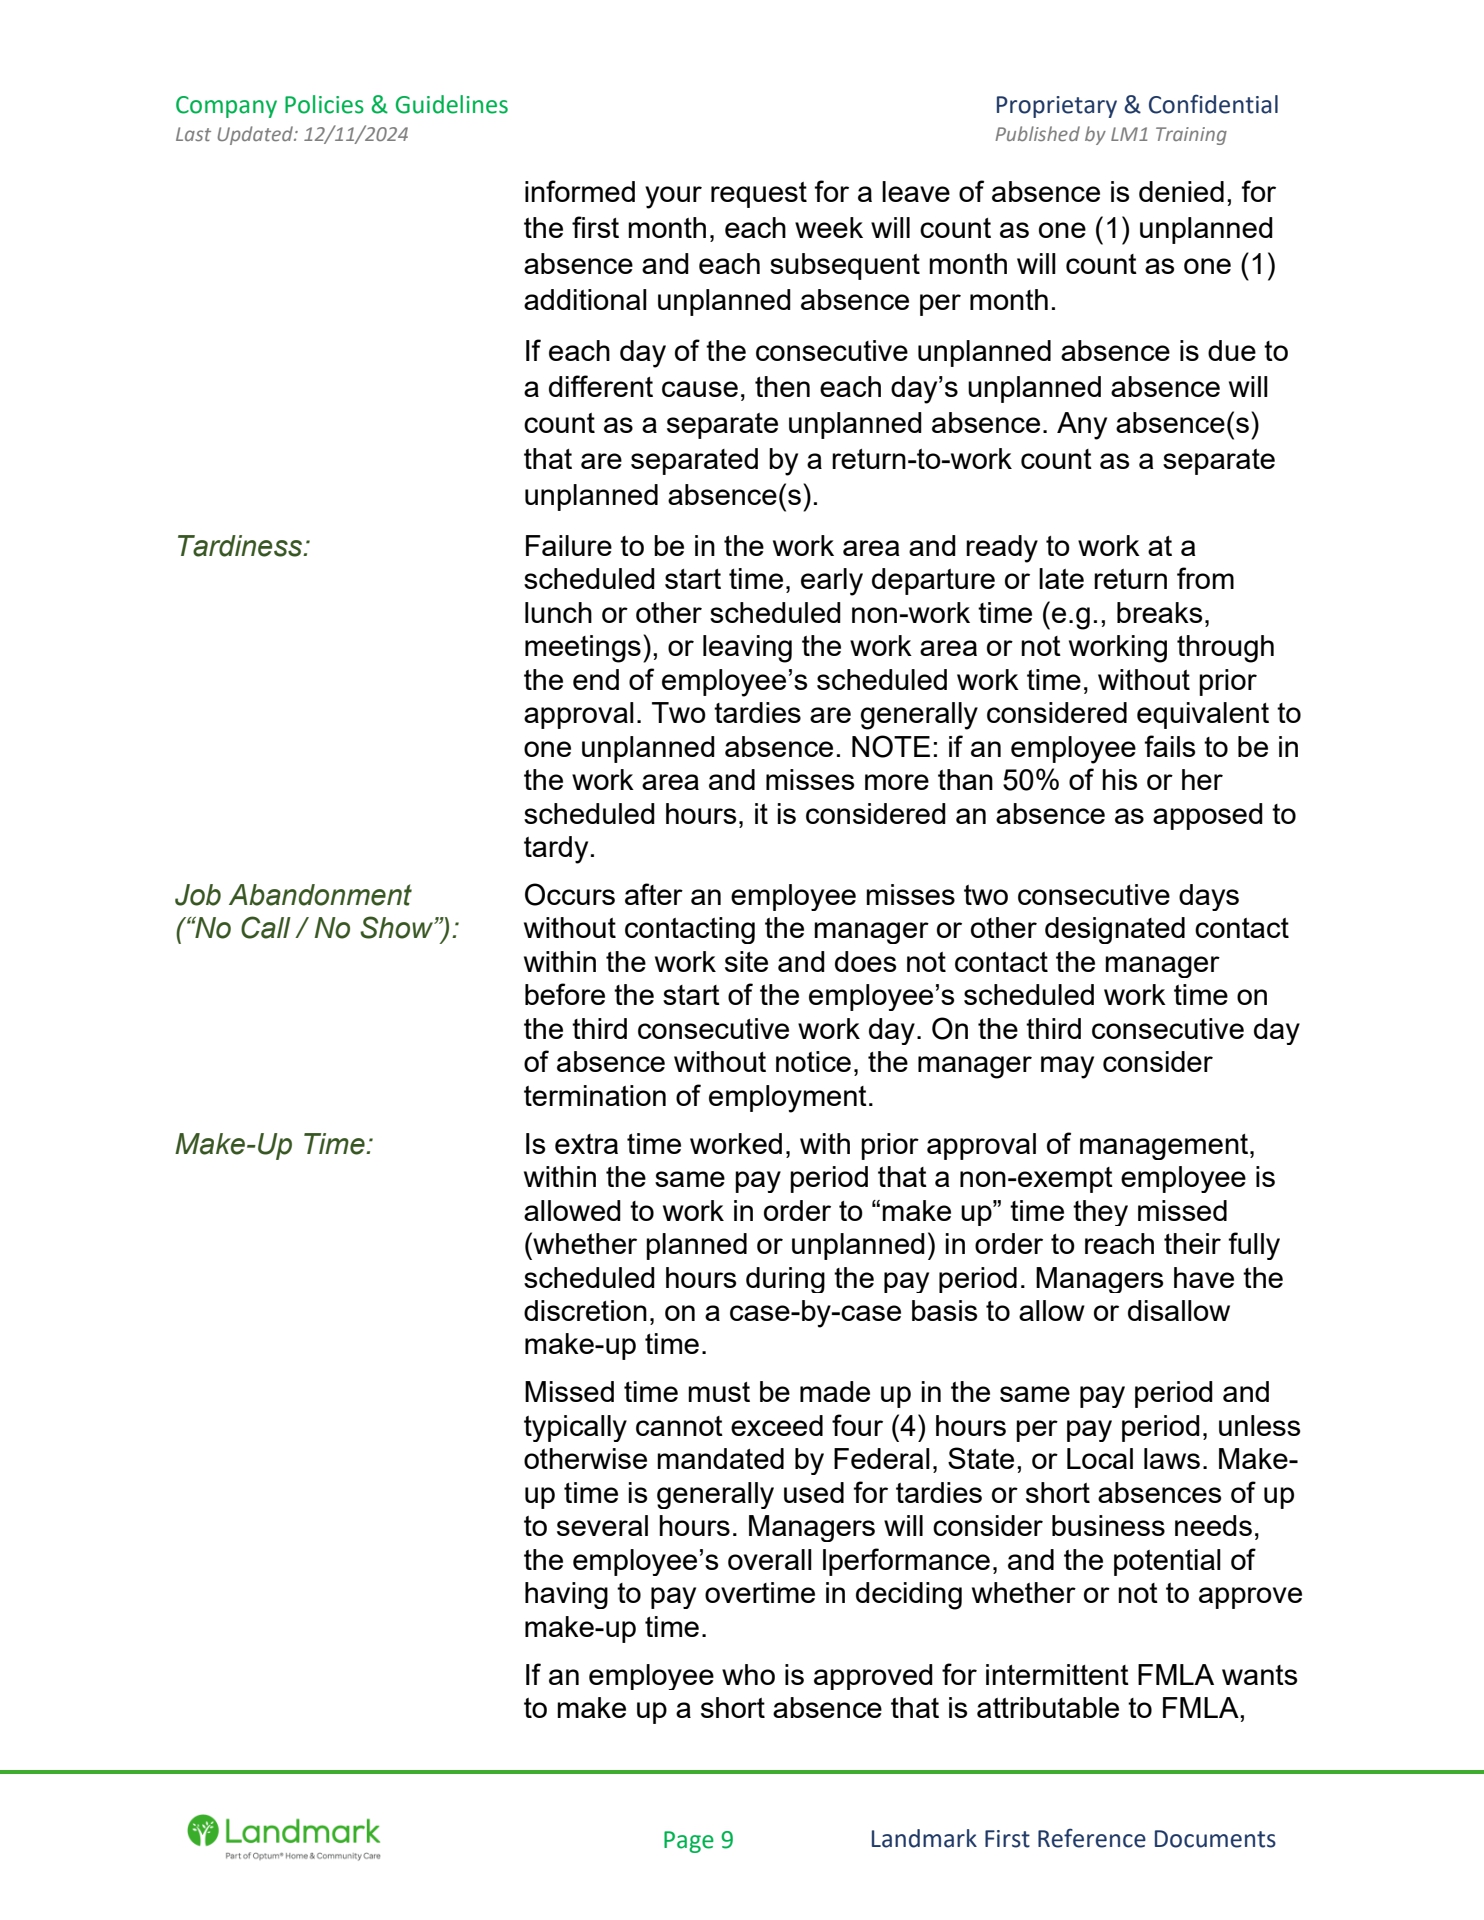 Company Policies & Guidelines
Proprietary & Confidential
Last Updated: 12/11/2024
Published by LM1 Training
informed your request for a leave of absence is denied, for
the first month, each week will count as one (1) unplanned
absence and each subsequent month will count as one (1)
additional unplanned absence per month.
If each day of the consecutive unplanned absence is due to
a different cause, then each day’s unplanned absence will
count as a separate unplanned absence. Any absence(s)
that are separated by a return-to-work count as a separate
unplanned absence(s).
Tardiness:
Failure to be in the work area and ready to work at a
scheduled start time, early departure or late return from
lunch or other scheduled non-work time (e.g., breaks,
meetings), or leaving the work area or not working through
the end of employee’s scheduled work time, without prior
approval. Two tardies are generally considered equivalent to
one unplanned absence. NOTE: if an employee fails to be in
the work area and misses more than 50% of his or her
scheduled hours, it is considered an absence as apposed to
tardy.
Job Abandonment
(“No Call / No Show”):
Occurs after an employee misses two consecutive days
without contacting the manager or other designated contact
within the work site and does not contact the manager
before the start of the employee’s scheduled work time on
the third consecutive work day. On the third consecutive day
of absence without notice, the manager may consider
termination of employment.
Make-Up Time:
Is extra time worked, with prior approval of management,
within the same pay period that a non-exempt employee is
allowed to work in order to “make up” time they missed
(whether planned or unplanned) in order to reach their fully
scheduled hours during the pay period. Managers have the
discretion, on a case-by-case basis to allow or disallow
make-up time.
Missed time must be made up in the same pay period and
typically cannot exceed four (4) hours per pay period, unless
otherwise mandated by Federal, State, or Local laws. Make-
up time is generally used for tardies or short absences of up
to several hours. Managers will consider business needs,
the employee’s overall lperformance, and the potential of
having to pay overtime in deciding whether or not to approve
make-up time.
If an employee who is approved for intermittent FMLA wants
to make up a short absence that is attributable to FMLA,
Landmark
Part of Optum® Home & Community Care
Page 9
Landmark First Reference Documents